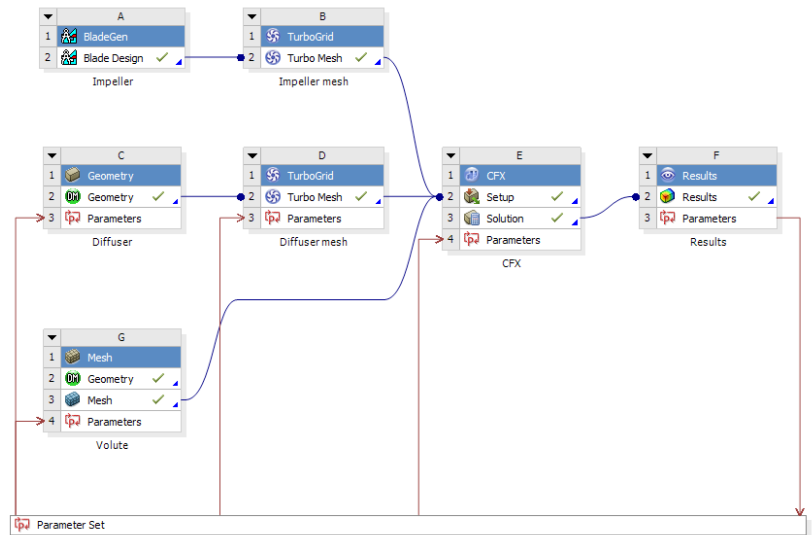 A
1 BladeGen
2 Blade Design
Impeller
B
1 TurboGrid
2 Turbo Mesh
Impeller mesh
C
1 Geometry
2 DM Geometry
3 Parameters
Diffuser
D
1 TurboGrid
2 Turbo Mesh
3 Parameters
Diffuser mesh
E
1 CFX
2 Setup
3 Solution
4 Parameters
CFX
F
1 Results
2 Results
3 Parameters
Results
G
1 Mesh
2 DM Geometry
3 Mesh
4 Parameters
Volute
Parameter Set